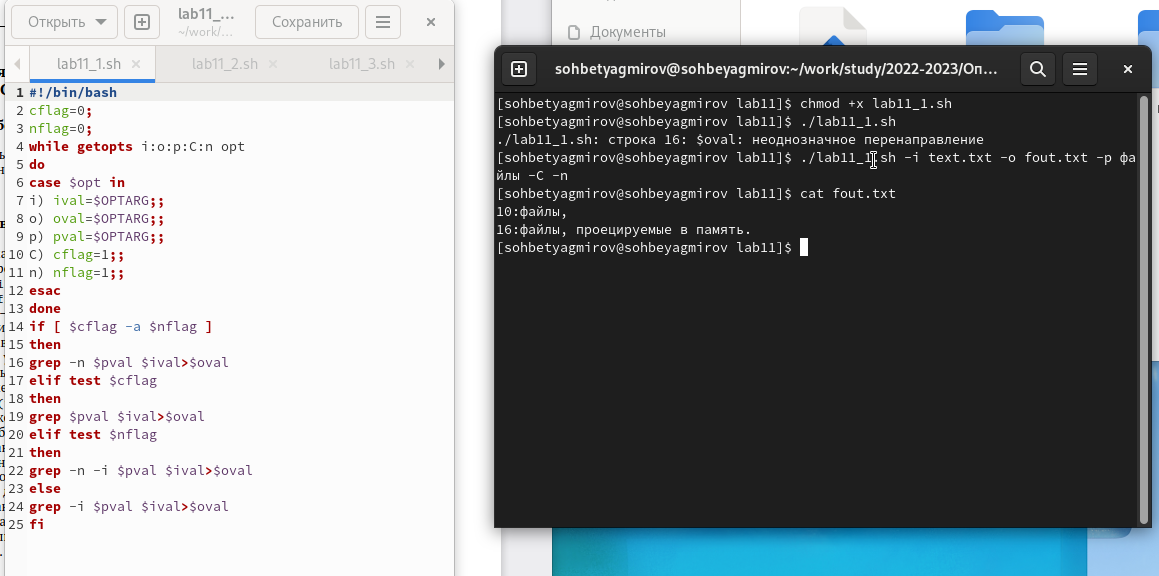 Открыть
lab11_...
~/work/...
Сохранить
lab11_1.sh
lab11_2.sh
lab11_3.sh
1 #!/bin/bash
2 cflag=0;
3 nflag=0;
4 while getopts i:o:p:C:n opt
5 do
6 case $opt in
7 i) ival=$OPTARG;;
8 o) oval=$OPTARG;;
9 p) pval=$OPTARG;;
10 C) cflag=1;;
11 n) nflag=1;;
12 esac
13 done
14 if [ $cflag -a $nflag ]
15 then
16 grep -n $pval $ival>$oval
17 elif test $cflag
18 then
19 grep $pval $ival>$oval
20 elif test $nflag
21 then
22 grep -n -i $pval $ival>$oval
23 else
24 grep -i $pval $ival>$oval
25 fi
Документы
sohbetyagmirov@sohbeyagmirov:~/work/study/2022-2023/Оп...
[sohbetyagmirov@sohbeyagmirov lab11]$ chmod +x lab11_1.sh
[sohbetyagmirov@sohbeyagmirov lab11]$ ./lab11_1.sh
./lab11_1.sh: строка 16: $oval: неоднозначное перенаправление
[sohbetyagmirov@sohbeyagmirov lab11]$ ./lab11_1.sh -i text.txt -o fout.txt -p фа
йлы -C -n
[sohbetyagmirov@sohbeyagmirov lab11]$ cat fout.txt
10:файлы,
16:файлы, проецируемые в память.
[sohbetyagmirov@sohbeyagmirov lab11]$